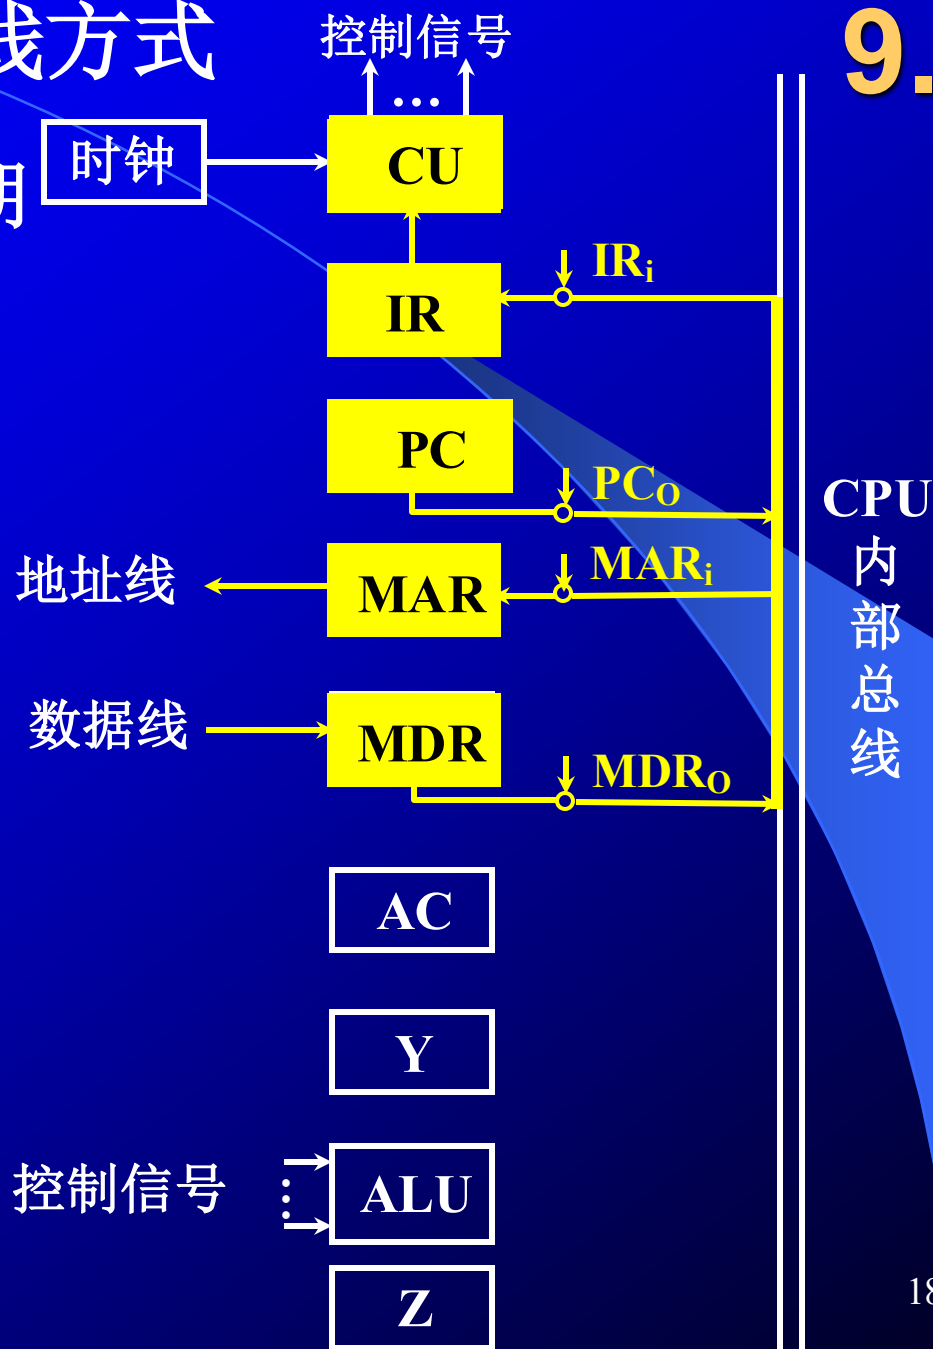 线方式
控制信号
9.
…
时钟
CU
期
IRi
IR
PC
PCO
CPU
内
部
总
线
地址线
MAR
MARi
数据线
MDR
MDRO
AC
Y
控制信号
ALU
18
Z